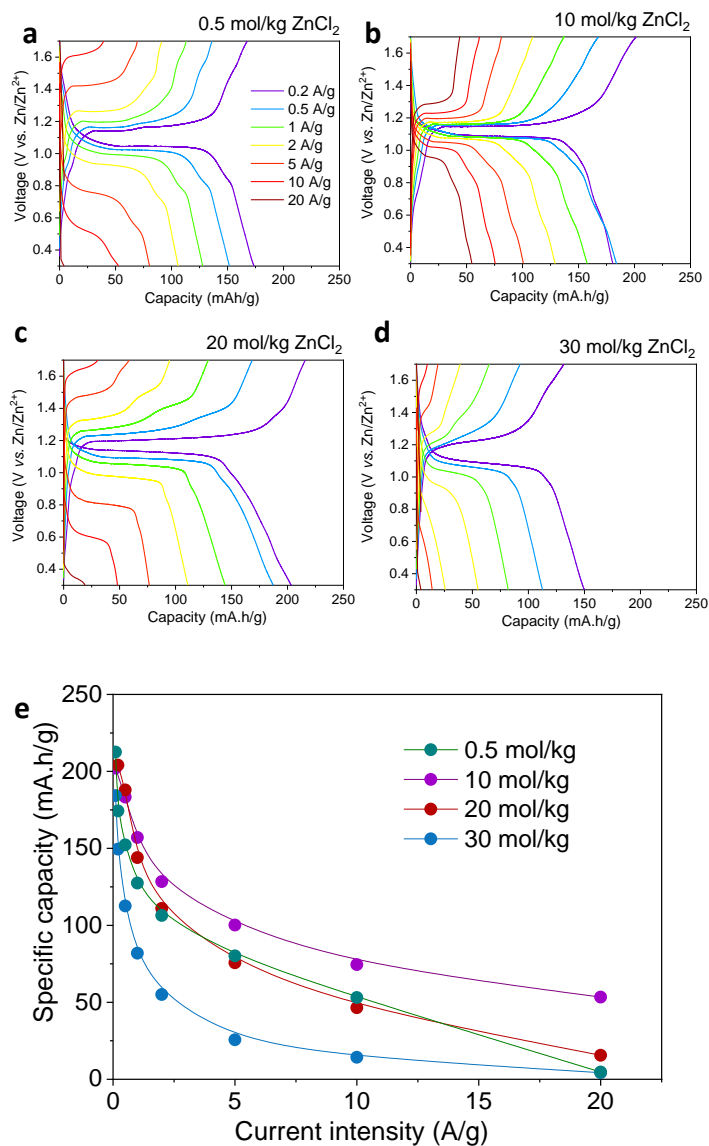 a
0.5 mol/kg ZnCl₂
1.6
1.4
1.2
1.0
0.8
0.6
0.4
Voltage (V vs. Zn/Zn²⁺)
0.2 A/g
0.5 A/g
1 A/g
2 A/g
5 A/g
10 A/g
20 A/g
0 50 100 150 200 250
Capacity (mAh/g)
b
10 mol/kg ZnCl₂
1.6
1.4
1.2
1.0
0.8
0.6
0.4
Voltage (V vs. Zn/Zn²⁺)
0 50 100 150 200 250
Capacity (mA.h/g)
c
20 mol/kg ZnCl₂
1.6
1.4
1.2
1.0
0.8
0.6
0.4
Voltage (V vs. Zn/Zn²⁺)
0 50 100 150 200 250
Capacity (mA.h/g)
d
30 mol/kg ZnCl₂
1.6
1.4
1.2
1.0
0.8
0.6
0.4
Voltage (V vs. Zn/Zn²⁺)
0 50 100 150 200 250
Capacity (mA.h/g)
e
250
200
150
100
50
0
Specific capacity (mA.h/g)
0.5 mol/kg
10 mol/kg
20 mol/kg
30 mol/kg
0 5 10 15 20
Current intensity (A/g)